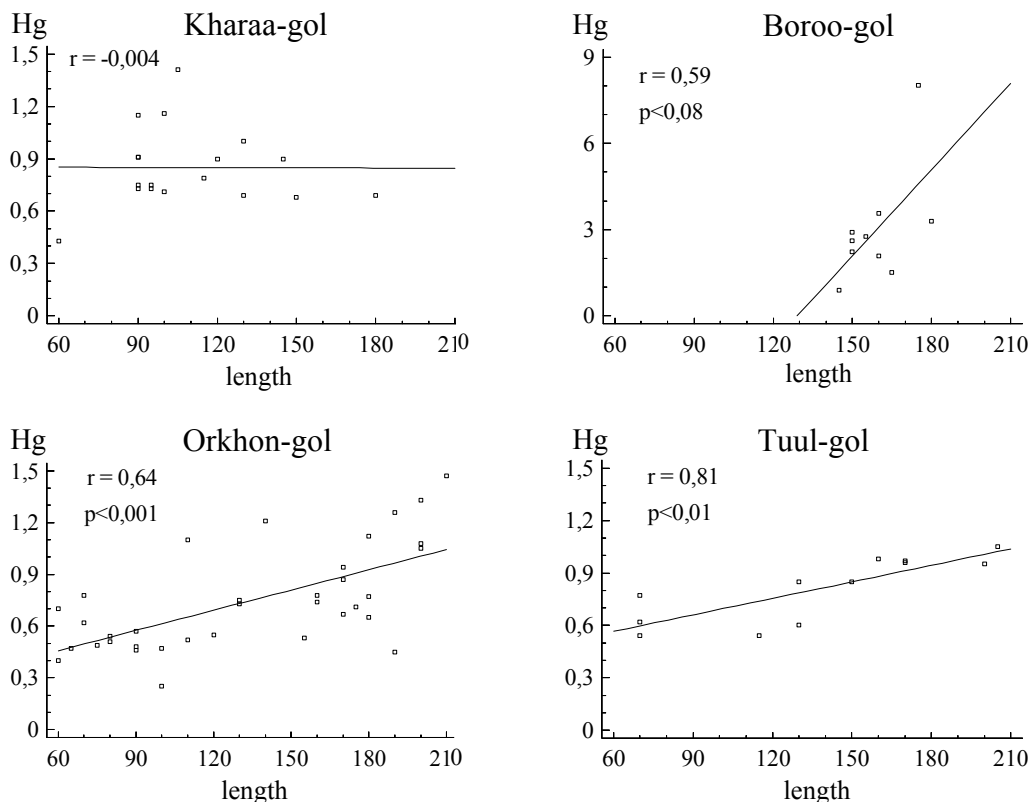 Kharaa-gol
Hg
r = -0,004
1,5
1,2
0,9
0,6
0,3
0
60 90 120 150 180 210
length
Boroo-gol
Hg
r = 0,59
p<0,08
9
6
3
0
60 90 120 150 180 210
length
Orkhon-gol
Hg
r = 0,64
p<0,001
1,5
1,2
0,9
0,6
0,3
0
60 90 120 150 180 210
length
Tuul-gol
Hg
r = 0,81
p<0,01
1,5
1,2
0,9
0,6
0,3
0
60 90 120 150 180 210
length